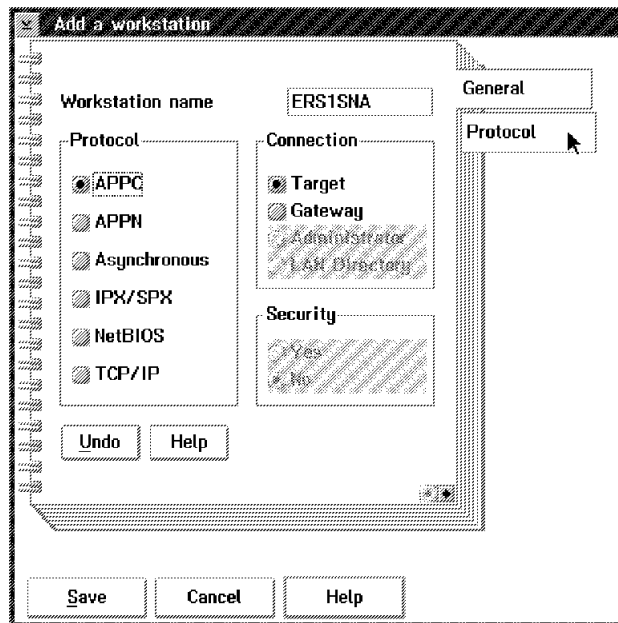 Add a workstation
General
Protocol
Workstation name ERS1SNA
Protocol
APPC
APPN
Asynchronous
IPX/SPX
NetBIOS
TCP/IP
Connection
Target
Gateway
Administrator
LAN Directory
Security
Yes
No
Undo Help
Save Cancel Help